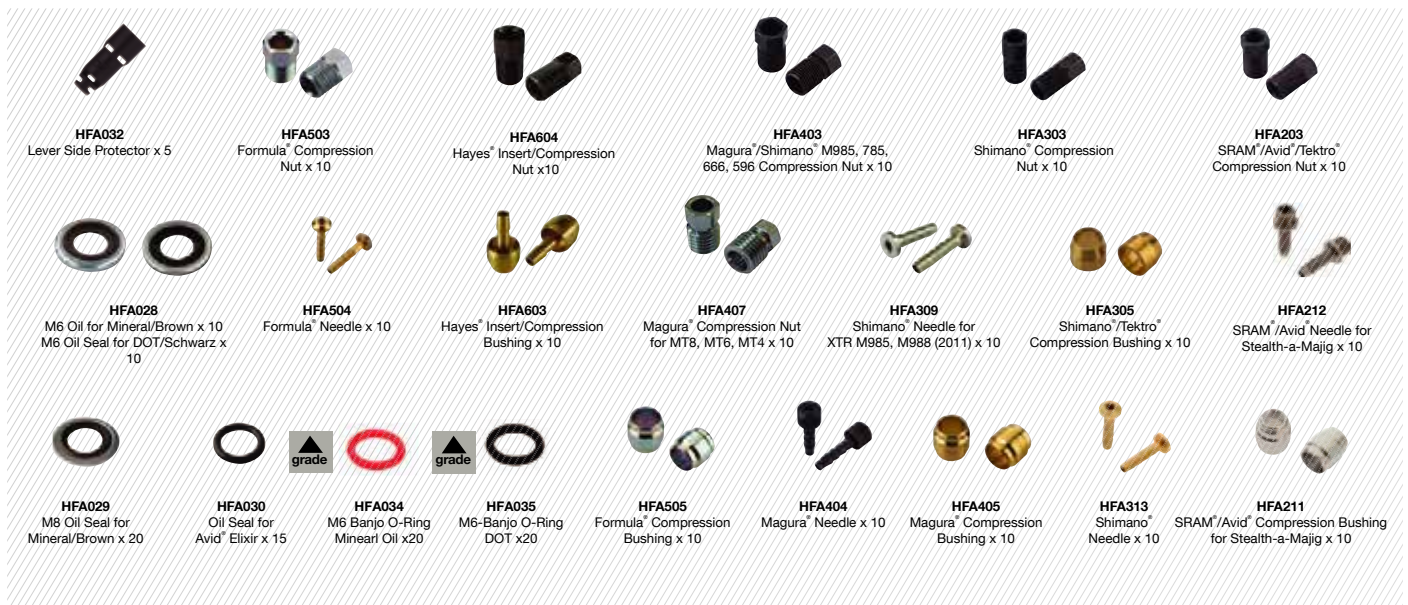 HFA032
Lever Side Protector x 5
HFA503
Formula® Compression
Nut x 10
HFA604
Hayes® Insert/Compression
Nut x10
HFA403
Magura®/Shimano® M985, 785,
666, 596 Compression Nut x 10
HFA303
Shimano® Compression
Nut x 10
HFA203
SRAM®/Avid®/Tektro®
Compression Nut x 10
HFA028
M6 Oil for Mineral/Brown x 10
M6 Oil Seal for DOT/Schwarz x
10
HFA504
Formula® Needle x 10
HFA603
Hayes® Insert/Compression
Bushing x 10
HFA407
Magura® Compression Nut
for MT8, MT6, MT4 x 10
HFA309
Shimano® Needle for
XTR M985, M988 (2011) x 10
HFA305
Shimano®/Tektro®
Compression Bushing x 10
HFA212
SRAM®/Avid®Needle for
Stealth-a-Majig x 10
HFA029
M8 Oil Seal for
Mineral/Brown x 20
HFA030
Oil Seal for
Avid® Elixir x 15
grade
HFA034
M6 Banjo O-Ring
Minearl Oil x20
grade
HFA035
M6-Banjo O-Ring
DOT x20
HFA505
Formula® Compression
Bushing x 10
HFA404
Magura® Needle x 10
HFA405
Magura® Compression
Bushing x 10
HFA313
Shimano®
Needle x 10
HFA211
SRAM®/Avid® Compression Bushing
for Stealth-a-Majig x 10